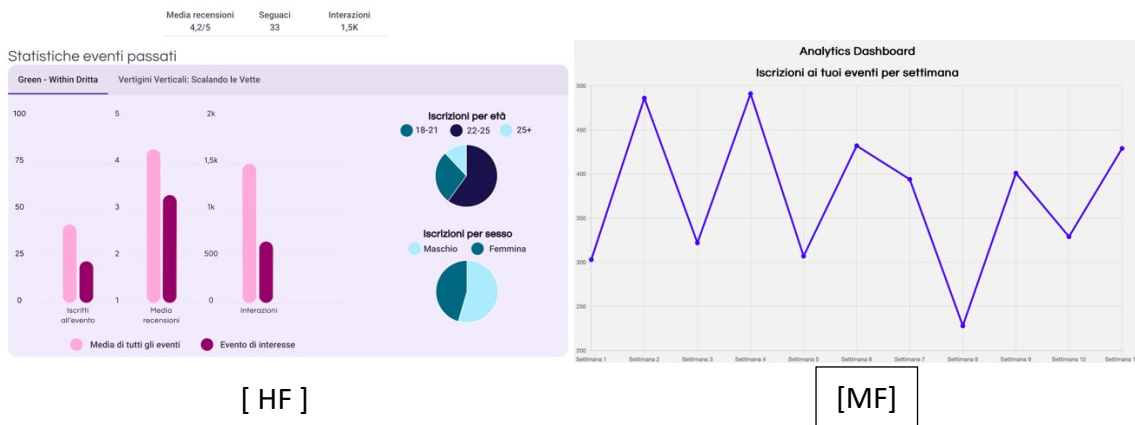 Media recensioni Seguaci Interazioni
4,2/5 33 1,5K
Statistiche eventi passati
Green - Within Dritta Vertigini Verticali: Scalando le Vette
100 5 2k
75 4 1,5k
50 3 1k
25 2 500
0 1 0
Iscritti all'evento
Media recensioni
Interazioni
Media di tutti gli eventi Evento di interesse
Iscrizioni per età
18-21 22-25 25+
Iscrizioni per sesso
Maschio Femmina
[ HF ]
Analytics Dashboard
Iscrizioni ai tuoi eventi per settimana
500
450
400
350
300
250
200
Settimana 1 Settimana 2 Settimana 3 Settimana 4 Settimana 5 Settimana 6 Settimana 7 Settimana 8 Settimana 9 Settimana 10 Settimana 1
[MF]